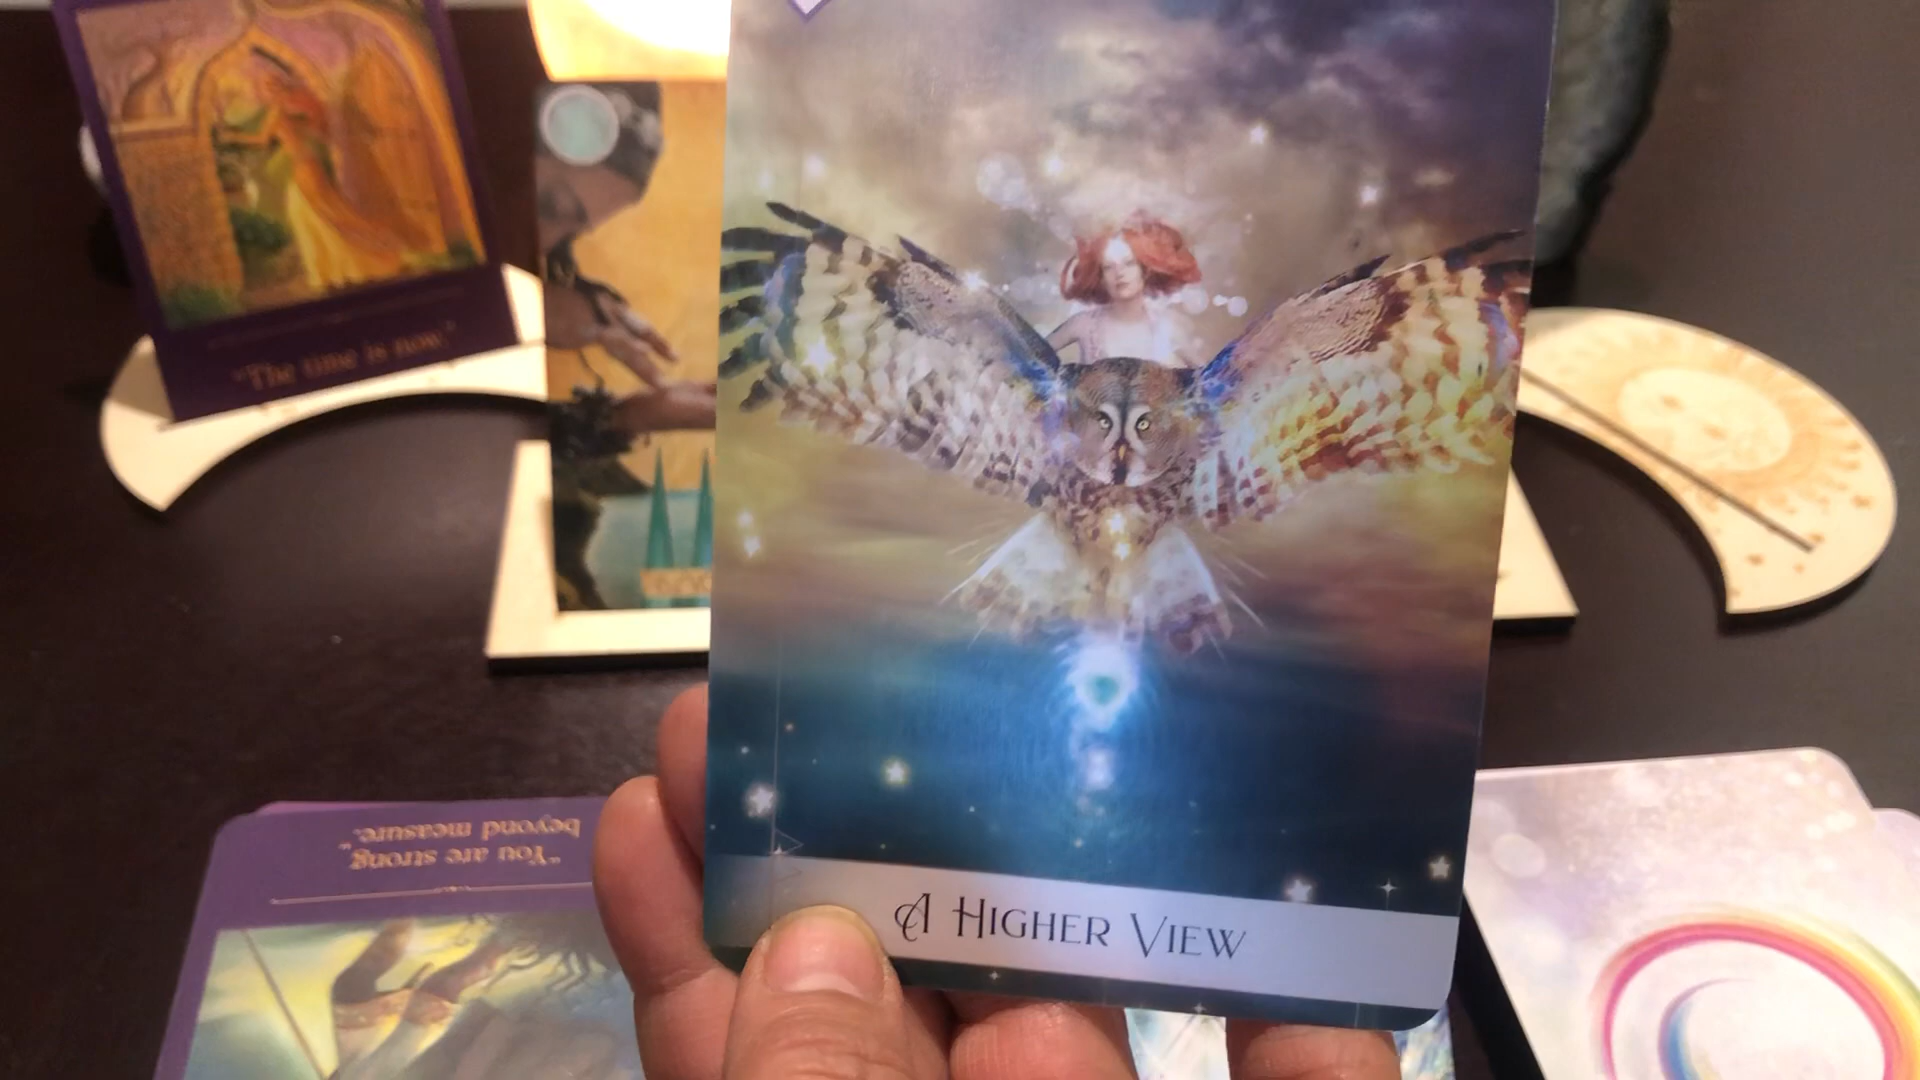 "The time is now."
"You are strong
beyond measure."
A HIGHER VIEW